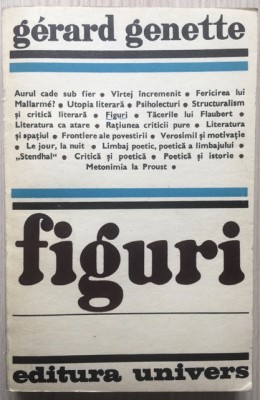 gérard genette
Aurul cade sub fier • Vîrtej încremenit • Fericirea lui
Mallarmé? • Utopia literară • Psiholecturi • Structuralism
și critică literară • Figuri • Tăcerile lui Flaubert •
Literatura ca atare • Rațiunea criticii pure • Literatura
și spațiul • Frontiere ale povestirii • Verosimil și motivație
• Le jour, la nuit • Limbaj poetic, poetică a limbajului •
„Stendhal“ • Critică și poetică • Poetică și istorie •
Metonimia la Proust •
figuri
editura univers